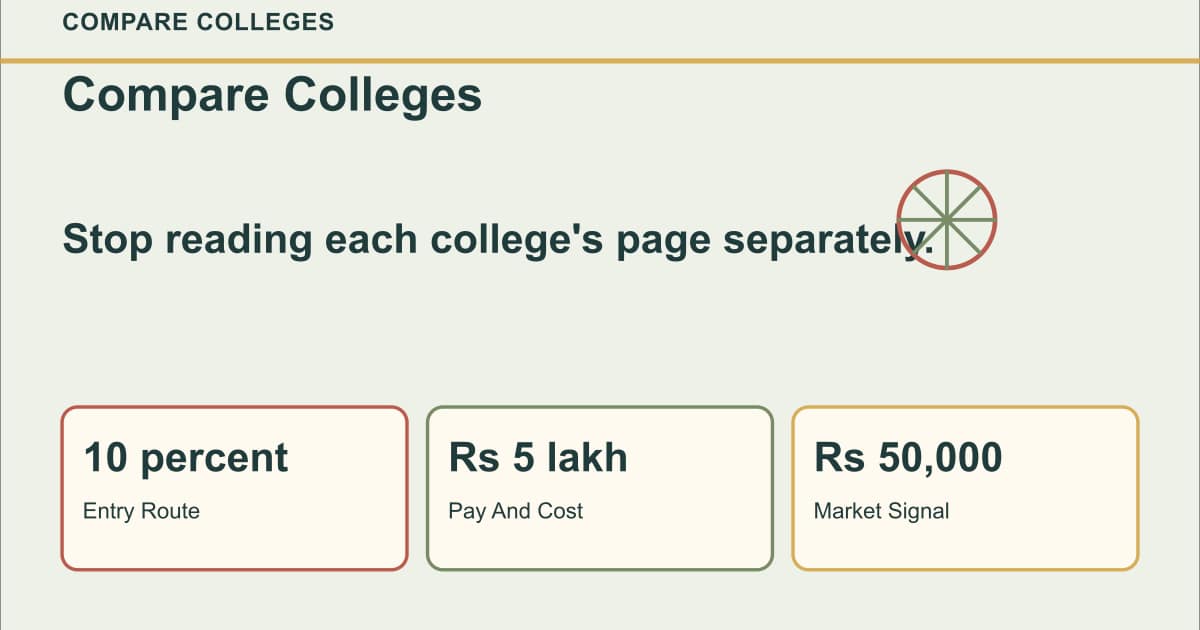 COMPARE COLLEGES
Compare Colleges
Stop reading each college's page separately.
10 percent
Entry Route
Rs 5 lakh
Pay And Cost
Rs 50,000
Market Signal